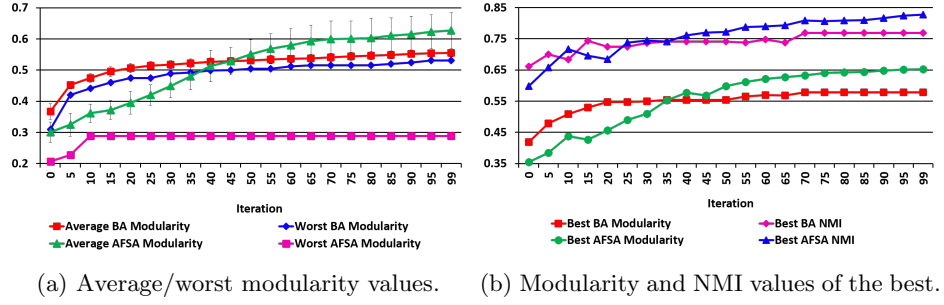 0.7
0.6
0.5
0.4
0.3
0.2
0 5 10 15 20 25 30 35 40 45 50 55 60 65 70 75 80 85 90 95 99
Iteration
Average BA Modularity
Worst BA Modularity
Average AFSA Modularity
Worst AFSA Modularity
(a) Average/worst modularity values.
0.85
0.75
0.65
0.55
0.45
0.35
0 5 10 15 20 25 30 35 40 45 50 55 60 65 70 75 80 85 90 95 99
Iteration
Best BA Modularity
Best BA NMI
Best AFSA Modularity
Best AFSA NMI
(b) Modularity and NMI values of the best.